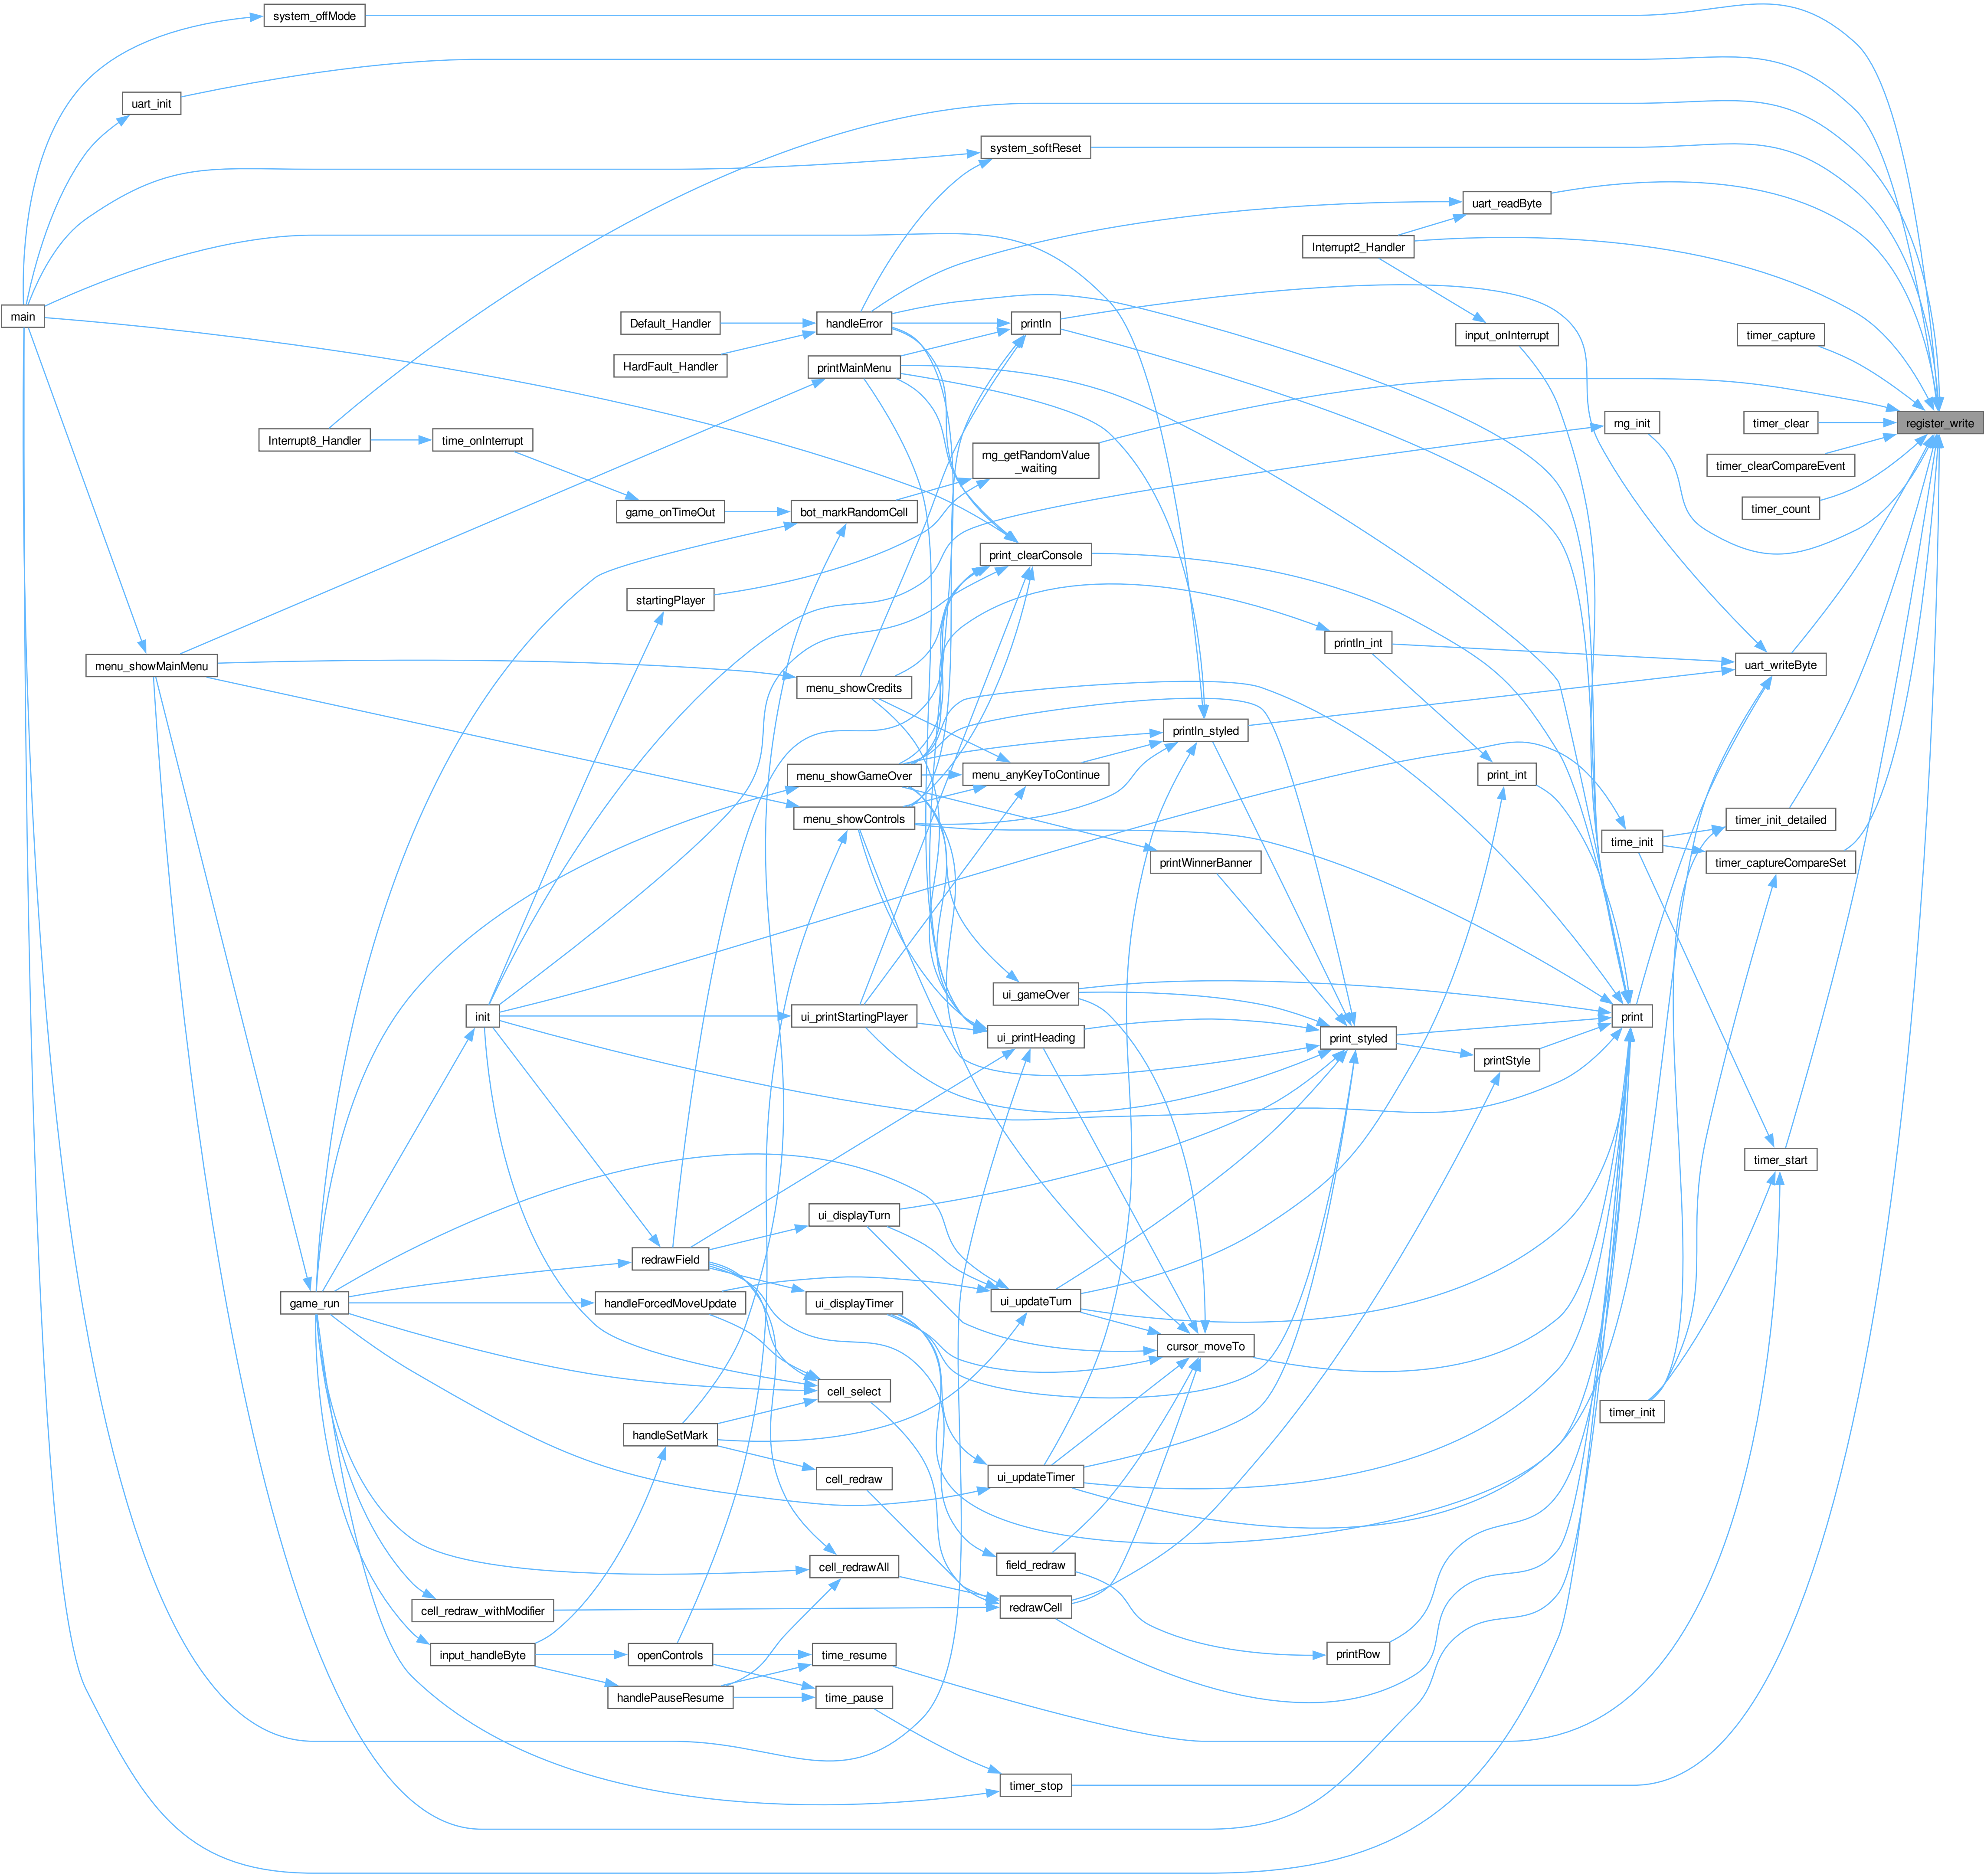 system_offMode
uart_init
system_softReset
uart_readByte
Interrupt2_Handler
main
Default_Handler
handleError
println
input_onInterrupt
timer_capture
HardFault_Handler
printMainMenu
register_write
rng_init
timer_clear
Interrupt8_Handler
time_onInterrupt
rng_getRandomValue
_waiting
timer_clearCompareEvent
game_onTimeOut
bot_markRandomCell
timer_count
print_clearConsole
startingPlayer
println_int
menu_showMainMenu
uart_writeByte
menu_showCredits
println_styled
menu_showGameOver
menu_anyKeyToContinue
print_int
menu_showControls
timer_init_detailed
time_init
printWinnerBanner
timer_captureCompareSet
ui_gameOver
init
ui_printStartingPlayer
print
ui_printHeading
print_styled
printStyle
timer_start
ui_displayTurn
redrawField
game_run
handleForcedMoveUpdate
ui_displayTimer
ui_updateTurn
cursor_moveTo
cell_select
timer_init
handleSetMark
cell_redraw
ui_updateTimer
cell_redrawAll
field_redraw
cell_redraw_withModifier
redrawCell
input_handleByte
openControls
time_resume
printRow
handlePauseResume
time_pause
timer_stop